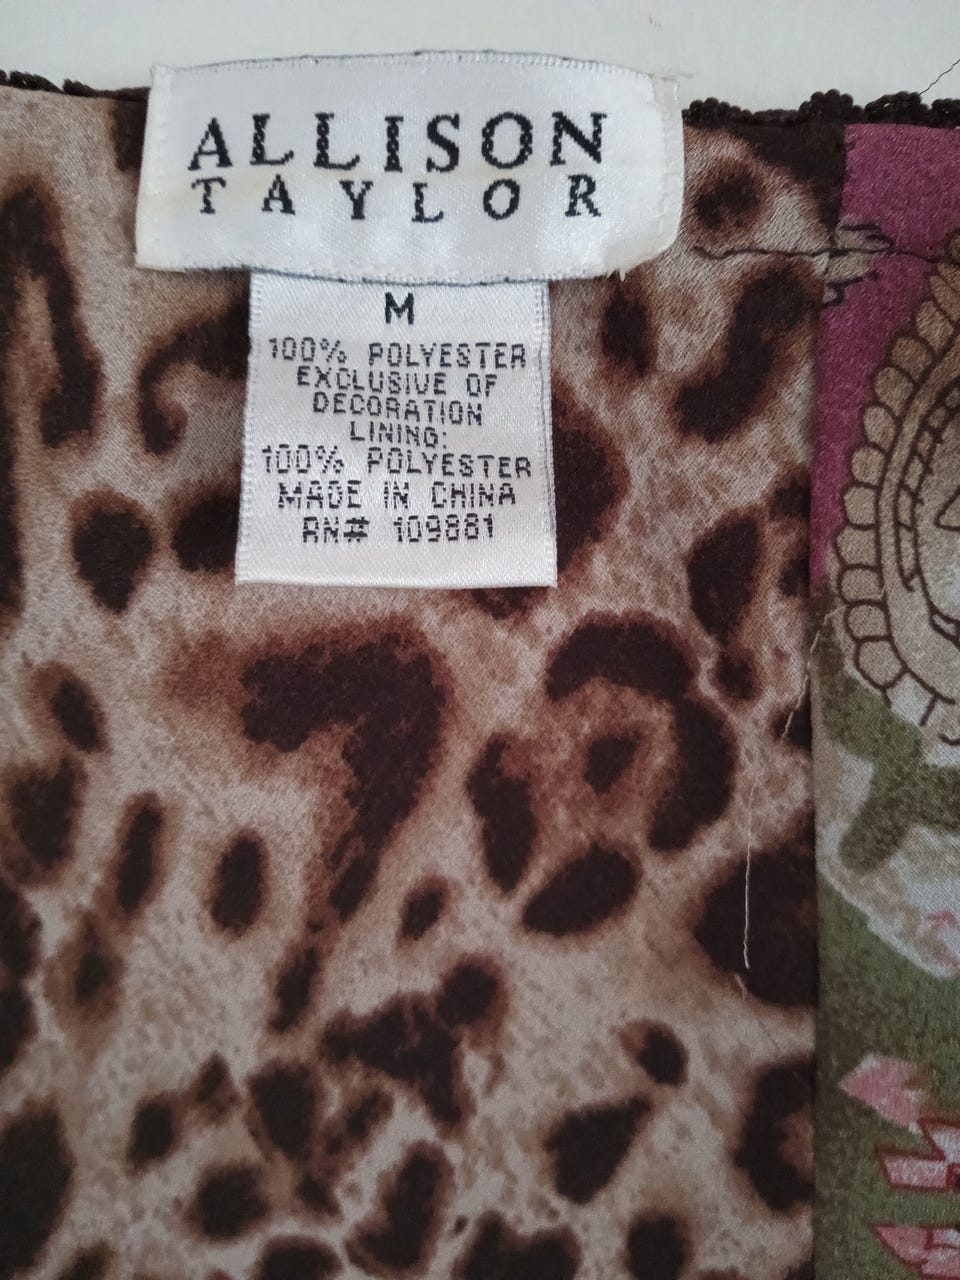 ALLISON
TAYLOR
M
100% POLYESTER
EXCLUSIVE OF
DECORATION
LINING:
100% POLYESTER
MADE IN CHINA
RN# 109881